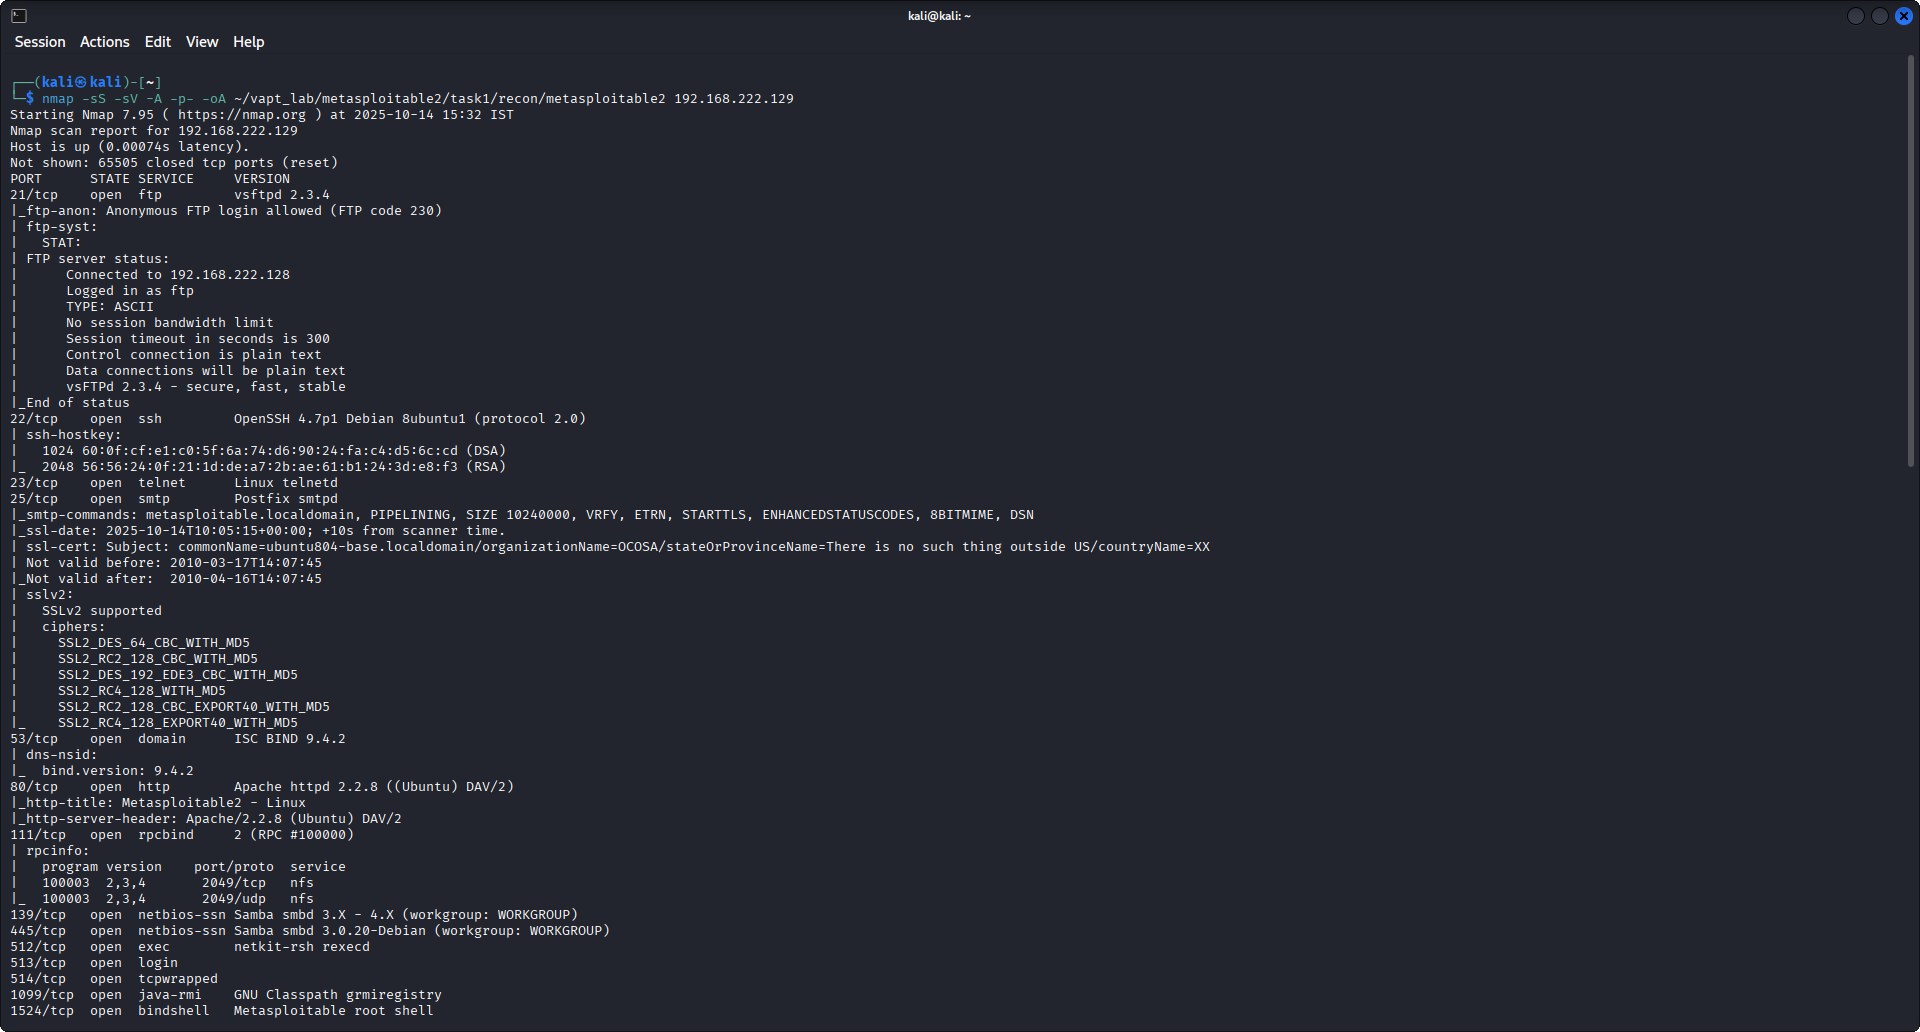 kali@kali: ~
Session Actions Edit View Help
┌──(kali㉿kali)-[~]
└─$ nmap -sS -sV -A -p- -oA ~/vapt_lab/metasploitable2/task1/recon/metasploitable2 192.168.222.129
Starting Nmap 7.95 ( https://nmap.org ) at 2025-10-14 15:32 IST
Nmap scan report for 192.168.222.129
Host is up (0.00074s latency).
Not shown: 65505 closed tcp ports (reset)
PORT      STATE SERVICE     VERSION
21/tcp    open  ftp         vsftpd 2.3.4
|_ftp-anon: Anonymous FTP login allowed (FTP code 230)
| ftp-syst:
|   STAT:
| FTP server status:
|      Connected to 192.168.222.128
|      Logged in as ftp
|      TYPE: ASCII
|      No session bandwidth limit
|      Session timeout in seconds is 300
|      Control connection is plain text
|      Data connections will be plain text
|      vsFTPd 2.3.4 - secure, fast, stable
|_End of status
22/tcp    open  ssh         OpenSSH 4.7p1 Debian 8ubuntu1 (protocol 2.0)
| ssh-hostkey:
|   1024 60:0f:cf:e1:c0:5f:6a:74:d6:90:24:fa:c4:d5:6c:cd (DSA)
|_  2048 56:56:24:0f:21:1d:de:a7:2b:ae:61:b1:24:3d:e8:f3 (RSA)
23/tcp    open  telnet      Linux telnetd
25/tcp    open  smtp        Postfix smtpd
|_smtp-commands: metasploitable.localdomain, PIPELINING, SIZE 10240000, VRFY, ETRN, STARTTLS, ENHANCEDSTATUSCODES, 8BITMIME, DSN
|_ssl-date: 2025-10-14T10:05:15+00:00; +10s from scanner time.
| ssl-cert: Subject: commonName=ubuntu804-base.localdomain/organizationName=OCOSA/stateOrProvinceName=There is no such thing outside US/countryName=XX
| Not valid before: 2010-03-17T14:07:45
|_Not valid after:  2010-04-16T14:07:45
| sslv2:
|   SSLv2 supported
|   ciphers:
|     SSL2_DES_64_CBC_WITH_MD5
|     SSL2_RC2_128_CBC_WITH_MD5
|     SSL2_DES_192_EDE3_CBC_WITH_MD5
|     SSL2_RC4_128_WITH_MD5
|     SSL2_RC2_128_CBC_EXPORT40_WITH_MD5
|_    SSL2_RC4_128_EXPORT40_WITH_MD5
53/tcp    open  domain      ISC BIND 9.4.2
| dns-nsid:
|_  bind.version: 9.4.2
80/tcp    open  http        Apache httpd 2.2.8 ((Ubuntu) DAV/2)
|_http-title: Metasploitable2 - Linux
|_http-server-header: Apache/2.2.8 (Ubuntu) DAV/2
111/tcp   open  rpcbind     2 (RPC #100000)
| rpcinfo:
|   program version    port/proto  service
|   100003  2,3,4       2049/tcp   nfs
|_  100003  2,3,4       2049/udp   nfs
139/tcp   open  netbios-ssn Samba smbd 3.X - 4.X (workgroup: WORKGROUP)
445/tcp   open  netbios-ssn Samba smbd 3.0.20-Debian (workgroup: WORKGROUP)
512/tcp   open  exec        netkit-rsh rexecd
513/tcp   open  login
514/tcp   open  tcpwrapped
1099/tcp  open  java-rmi    GNU Classpath grmiregistry
1524/tcp  open  bindshell   Metasploitable root shell